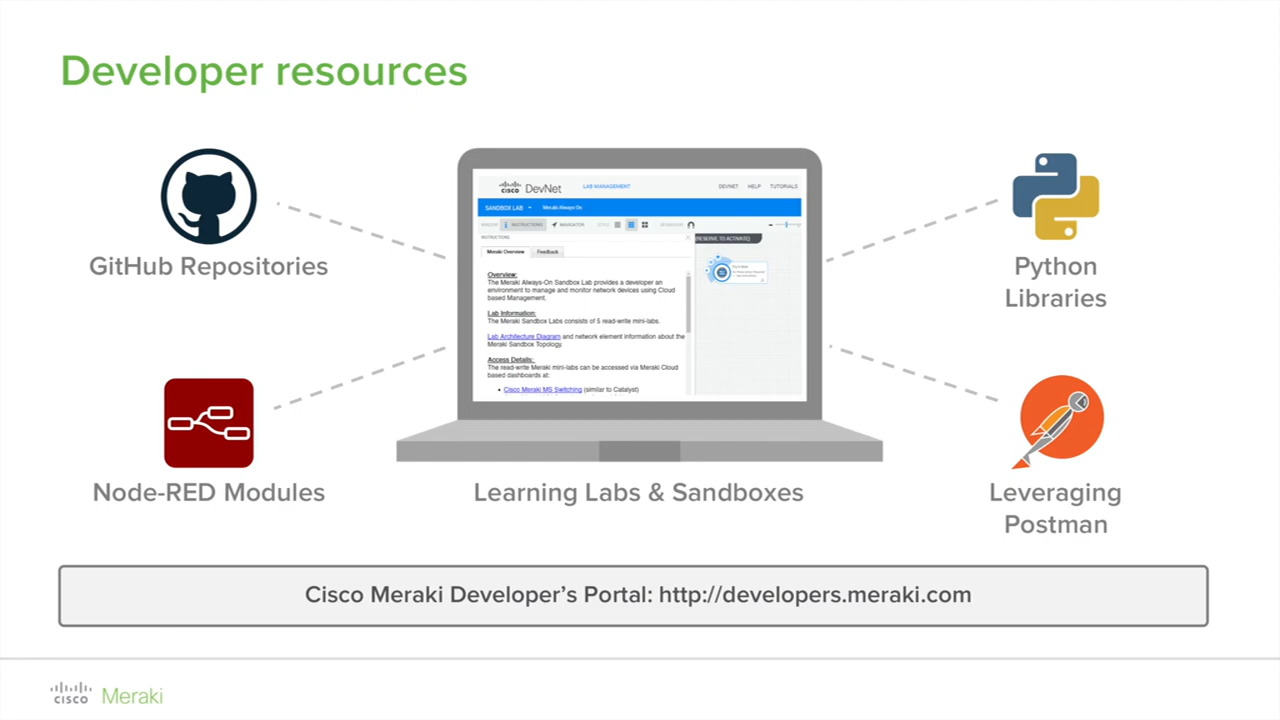 Developer resources
GitHub Repositories
Python
Libraries
cisco DevNet
LAB MANAGEMENT
DEVNET HELP TUTORIALS
SANDBOX LAB
Meraki Always-On
INSTRUCTIONS
NAVIGATOR
INSTRUCTIONS
[RESERVE TO ACTIVATE]
Meraki Overview
Feedback
Overview:
The Meraki Always-On Sandbox Lab provides a developer an
environment to manage and monitor network devices using Cloud
based Management.
Lab Information:
The Meraki Sandbox Labs consists of 5 read-write mini-labs.
Lab Architecture Diagram and network element information about the
Meraki Sandbox Topology.
Access Details:
The read-write Meraki mini-labs can be accessed via Meraki Cloud
based dashboards at:
• Cisco Meraki MS Switching (similar to Catalyst)
Node-RED Modules
Learning Labs & Sandboxes
Leveraging
Postman
Cisco Meraki Developer’s Portal: http://developers.meraki.com
cisco Meraki